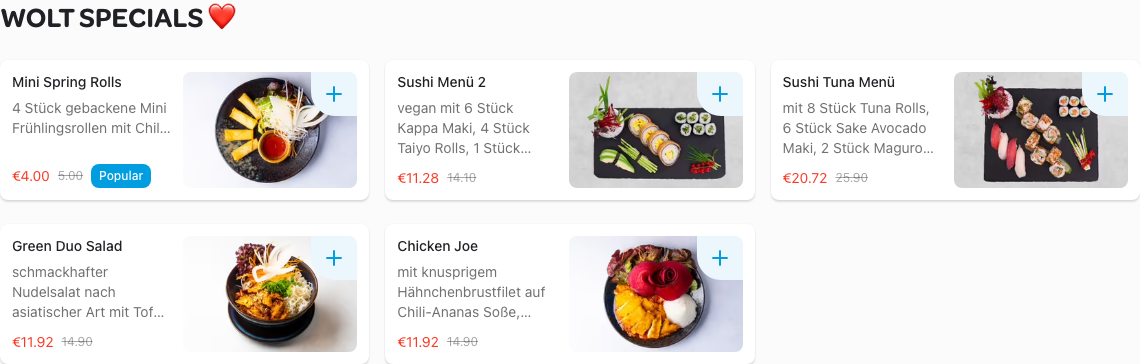 WOLT SPECIALS ❤️
Mini Spring Rolls
4 Stück gebackene Mini
Frühlingsrollen mit Chil...
€4.00 5.00 Popular
Sushi Menü 2
vegan mit 6 Stück
Kappa Maki, 4 Stück
Taiyo Rolls, 1 Stück...
€11.28 14.10
Sushi Tuna Menü
mit 8 Stück Tuna Rolls,
6 Stück Sake Avocado
Maki, 2 Stück Maguro...
€20.72 25.90
Green Duo Salad
schmackhafter
Nudelsalat nach
asiatischer Art mit Tof...
€11.92 14.90
Chicken Joe
mit knusprigem
Hähnchenbrustfilet auf
Chili-Ananas Soße,...
€11.92 14.90